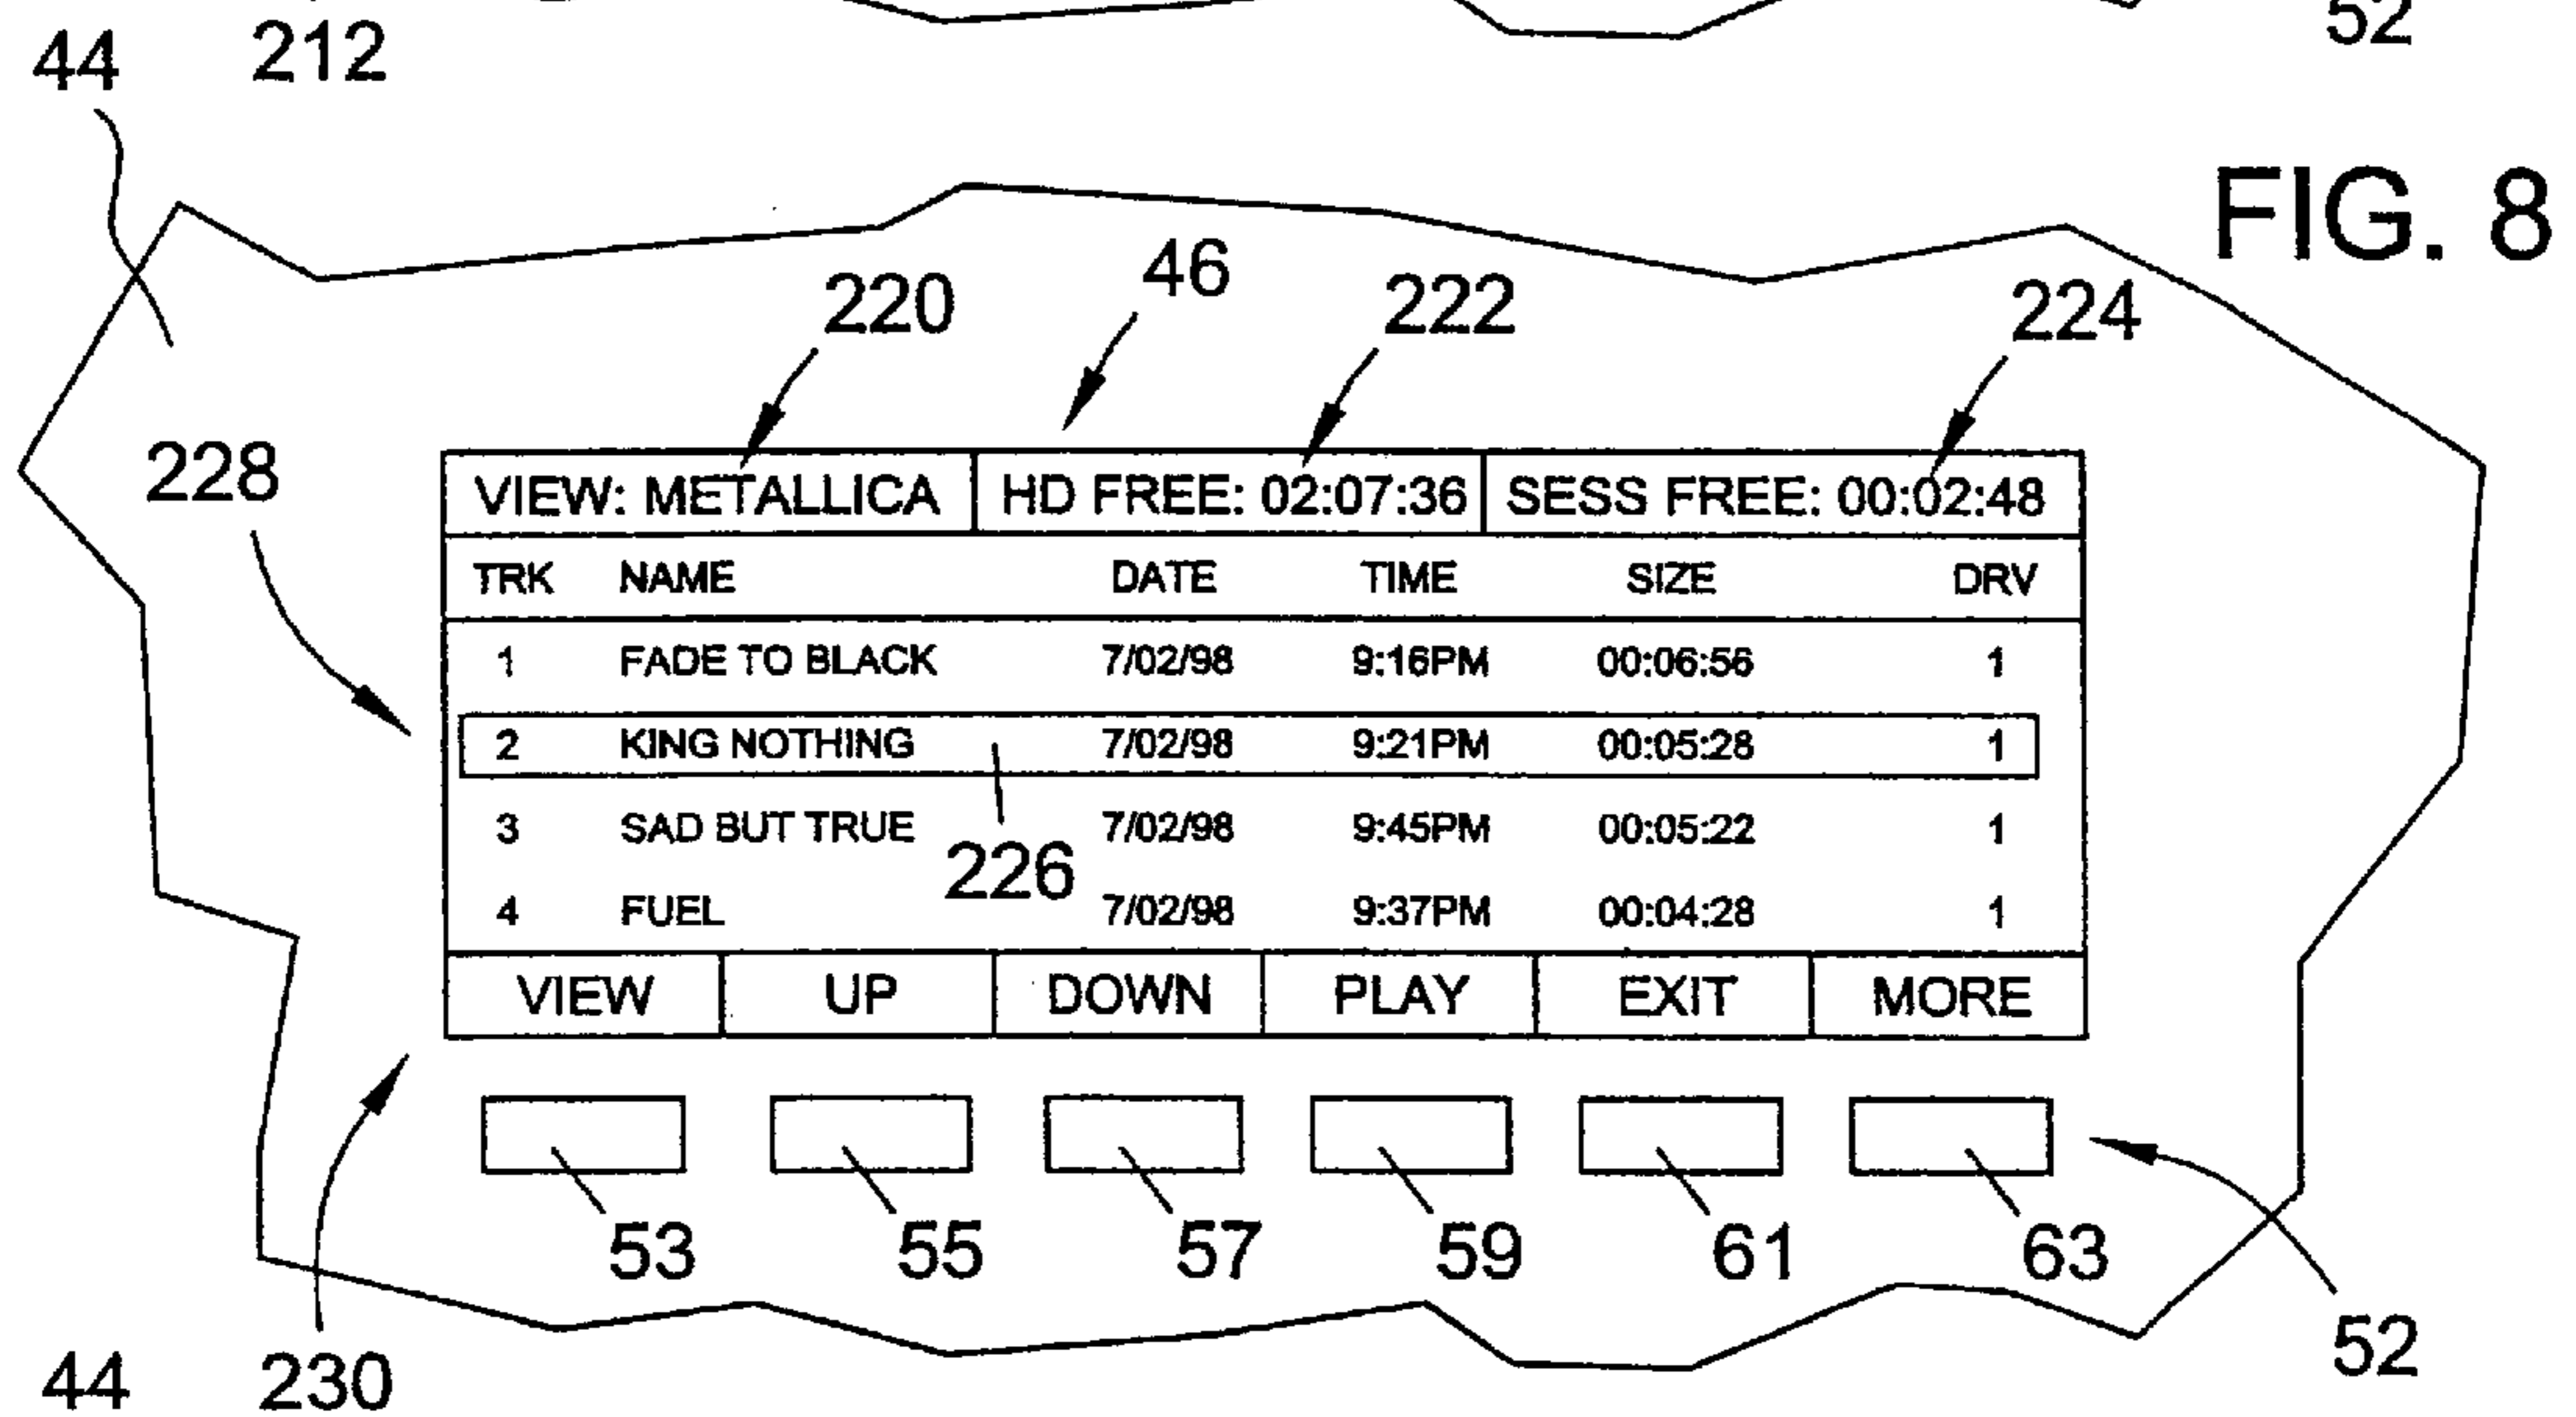 44 212 52
FIG. 8
220 46 222 224
228
VIEW: METALLICA HD FREE: 02:07:36 SESS FREE: 00:02:48
TRK NAME DATE TIME SIZE DRV
1 FADE TO BLACK 7/02/98 9:16PM 00:06:56 1
2 KING NOTHING 7/02/98 9:21PM 00:05:28 1
3 SAD BUT TRUE 7/02/98 9:45PM 00:05:22 1
226
4 FUEL 7/02/98 9:37PM 00:04:28 1
VIEW UP DOWN PLAY EXIT MORE
53 55 57 59 61 63
44 230 52